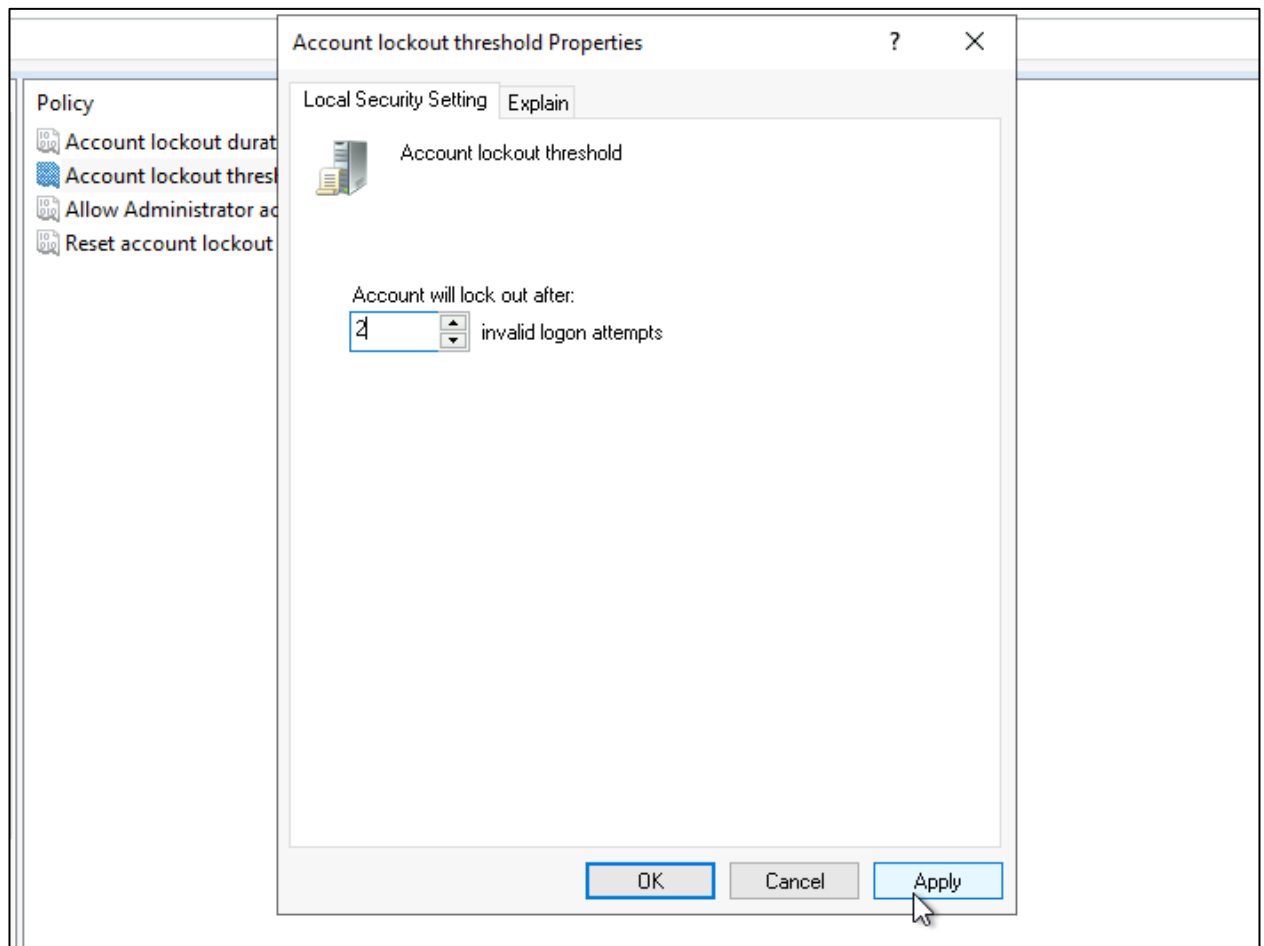 Account lockout threshold Properties
?
Local Security Setting
Explain
Policy
Account lockout durat
Account lockout thresh
Allow Administrator ac
Reset account lockout
Account lockout threshold
Account will lock out after:
2 invalid logon attempts
OK
Cancel
Apply